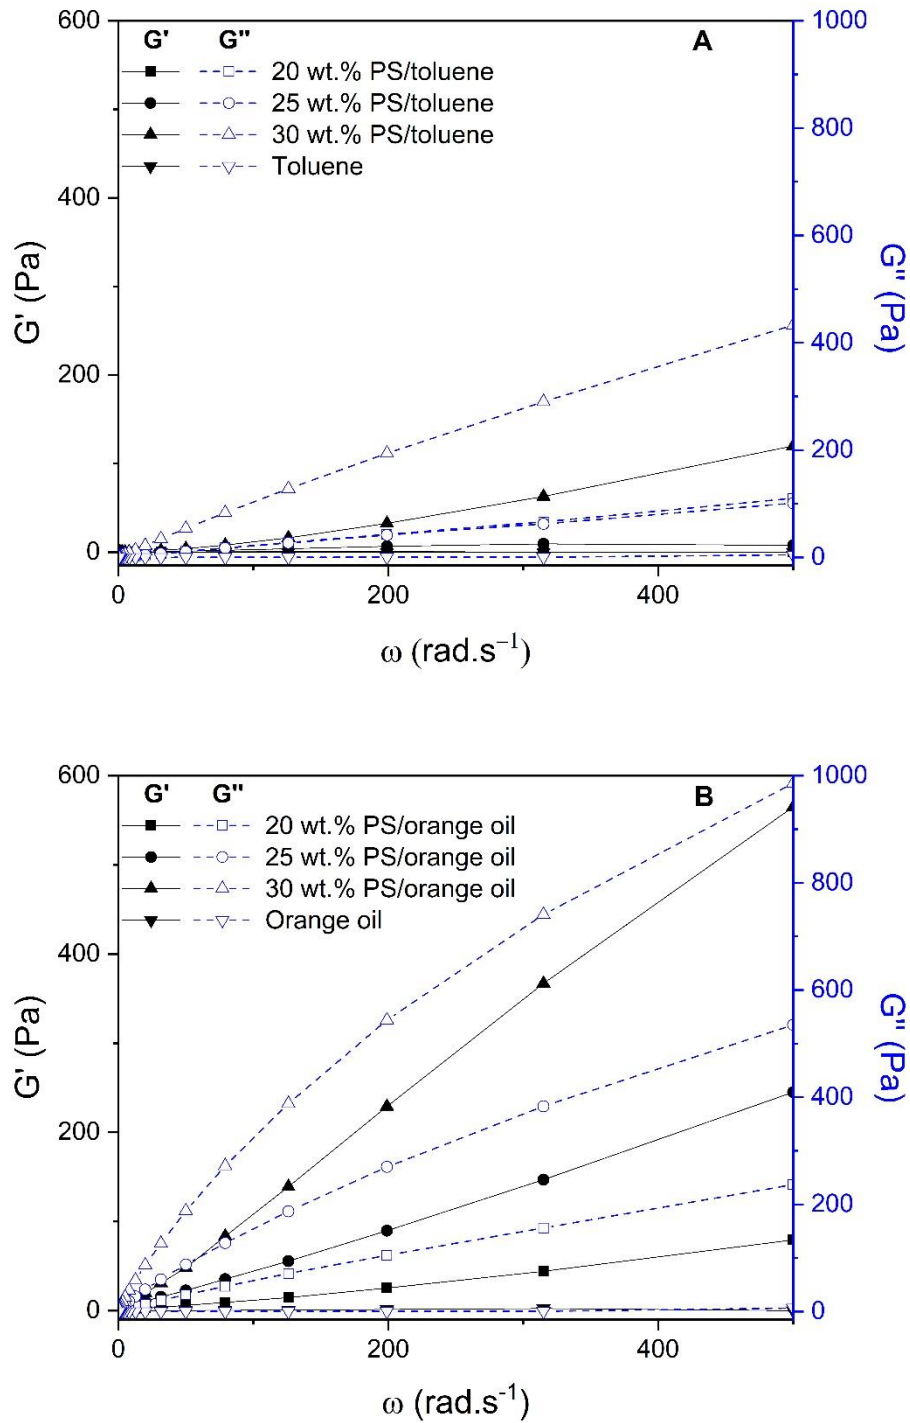 600
1000
G' G" A
20 wt.% PS/toluene
25 wt.% PS/toluene
30 wt.% PS/toluene
Toluene
800
400
600
G' (Pa)
G" (Pa)
400
200
200
0
0
0 200 400
ω (rad.s⁻¹)
600
1000
G' G" B
20 wt.% PS/orange oil
25 wt.% PS/orange oil
30 wt.% PS/orange oil
Orange oil
800
400
600
G' (Pa)
G" (Pa)
400
200
200
0
0
0 200 400
ω (rad.s⁻¹)